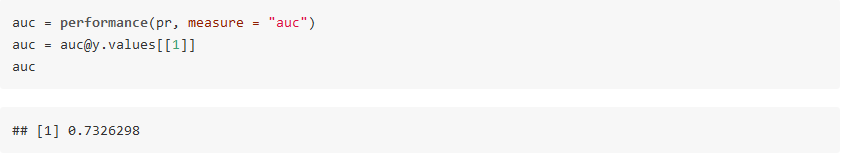 auc = performance(pr, measure = "auc")
auc = auc@y.values[[1]]
auc
## [1] 0.7326298